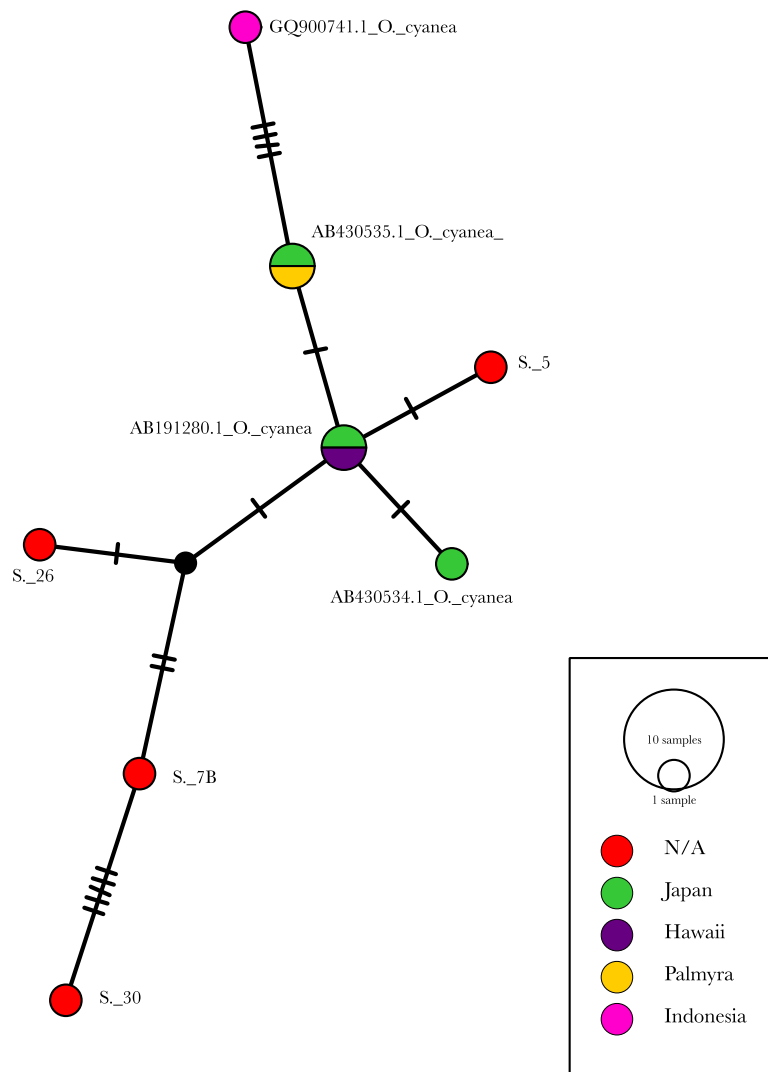 GQ900741.1_O._cyanea
AB430535.1_O._cyanea_
S._5
AB191280.1_O._cyanea
S._26
AB430534.1_O._cyanea
S._7B
S._30
10 samples
1 sample
N/A
Japan
Hawaii
Palmyra
Indonesia